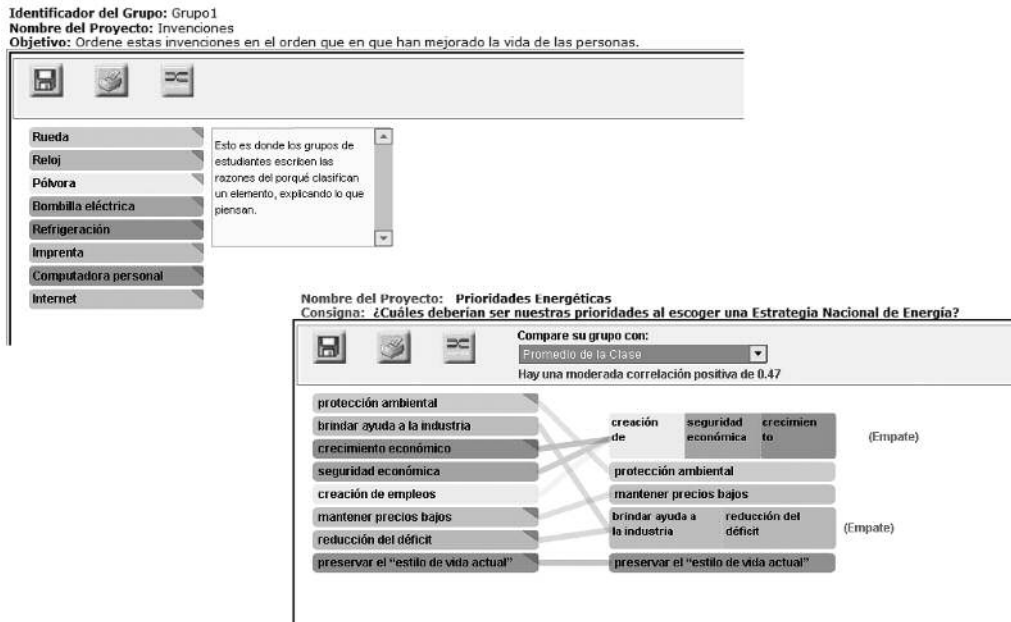 Identificador del Grupo: Grupo1
Nombre del Proyecto: Invenciones
Objetivo: Ordene estas invenciones en el orden que en que han mejorado la vida de las personas.
Rueda
Reloj
Pólvora
Bombilla eléctrica
Refrigeración
Imprenta
Computadora personal
Internet
Esto es donde los grupos de
estudiantes escriben las
razones del porqué clasifican
un elemento, explicando lo que
piensan.
Nombre del Proyecto: Prioridades Energéticas
Consigna: ¿Cuáles deberían ser nuestras prioridades al escoger una Estrategia Nacional de Energía?
Compare su grupo con:
Promedio de la Clase
Hay una moderada correlación positiva de 0.47
protección ambiental
brindar ayuda a la industria
crecimiento económico
seguridad económica
creación de empleos
mantener precios bajos
reducción del déficit
preservar el "estilo de vida actual"
creación seguridad crecimien
de económica to
(Empate)
protección ambiental
mantener precios bajos
brindar ayuda a reducción del
la industria déficit
(Empate)
preservar el "estilo de vida actual"